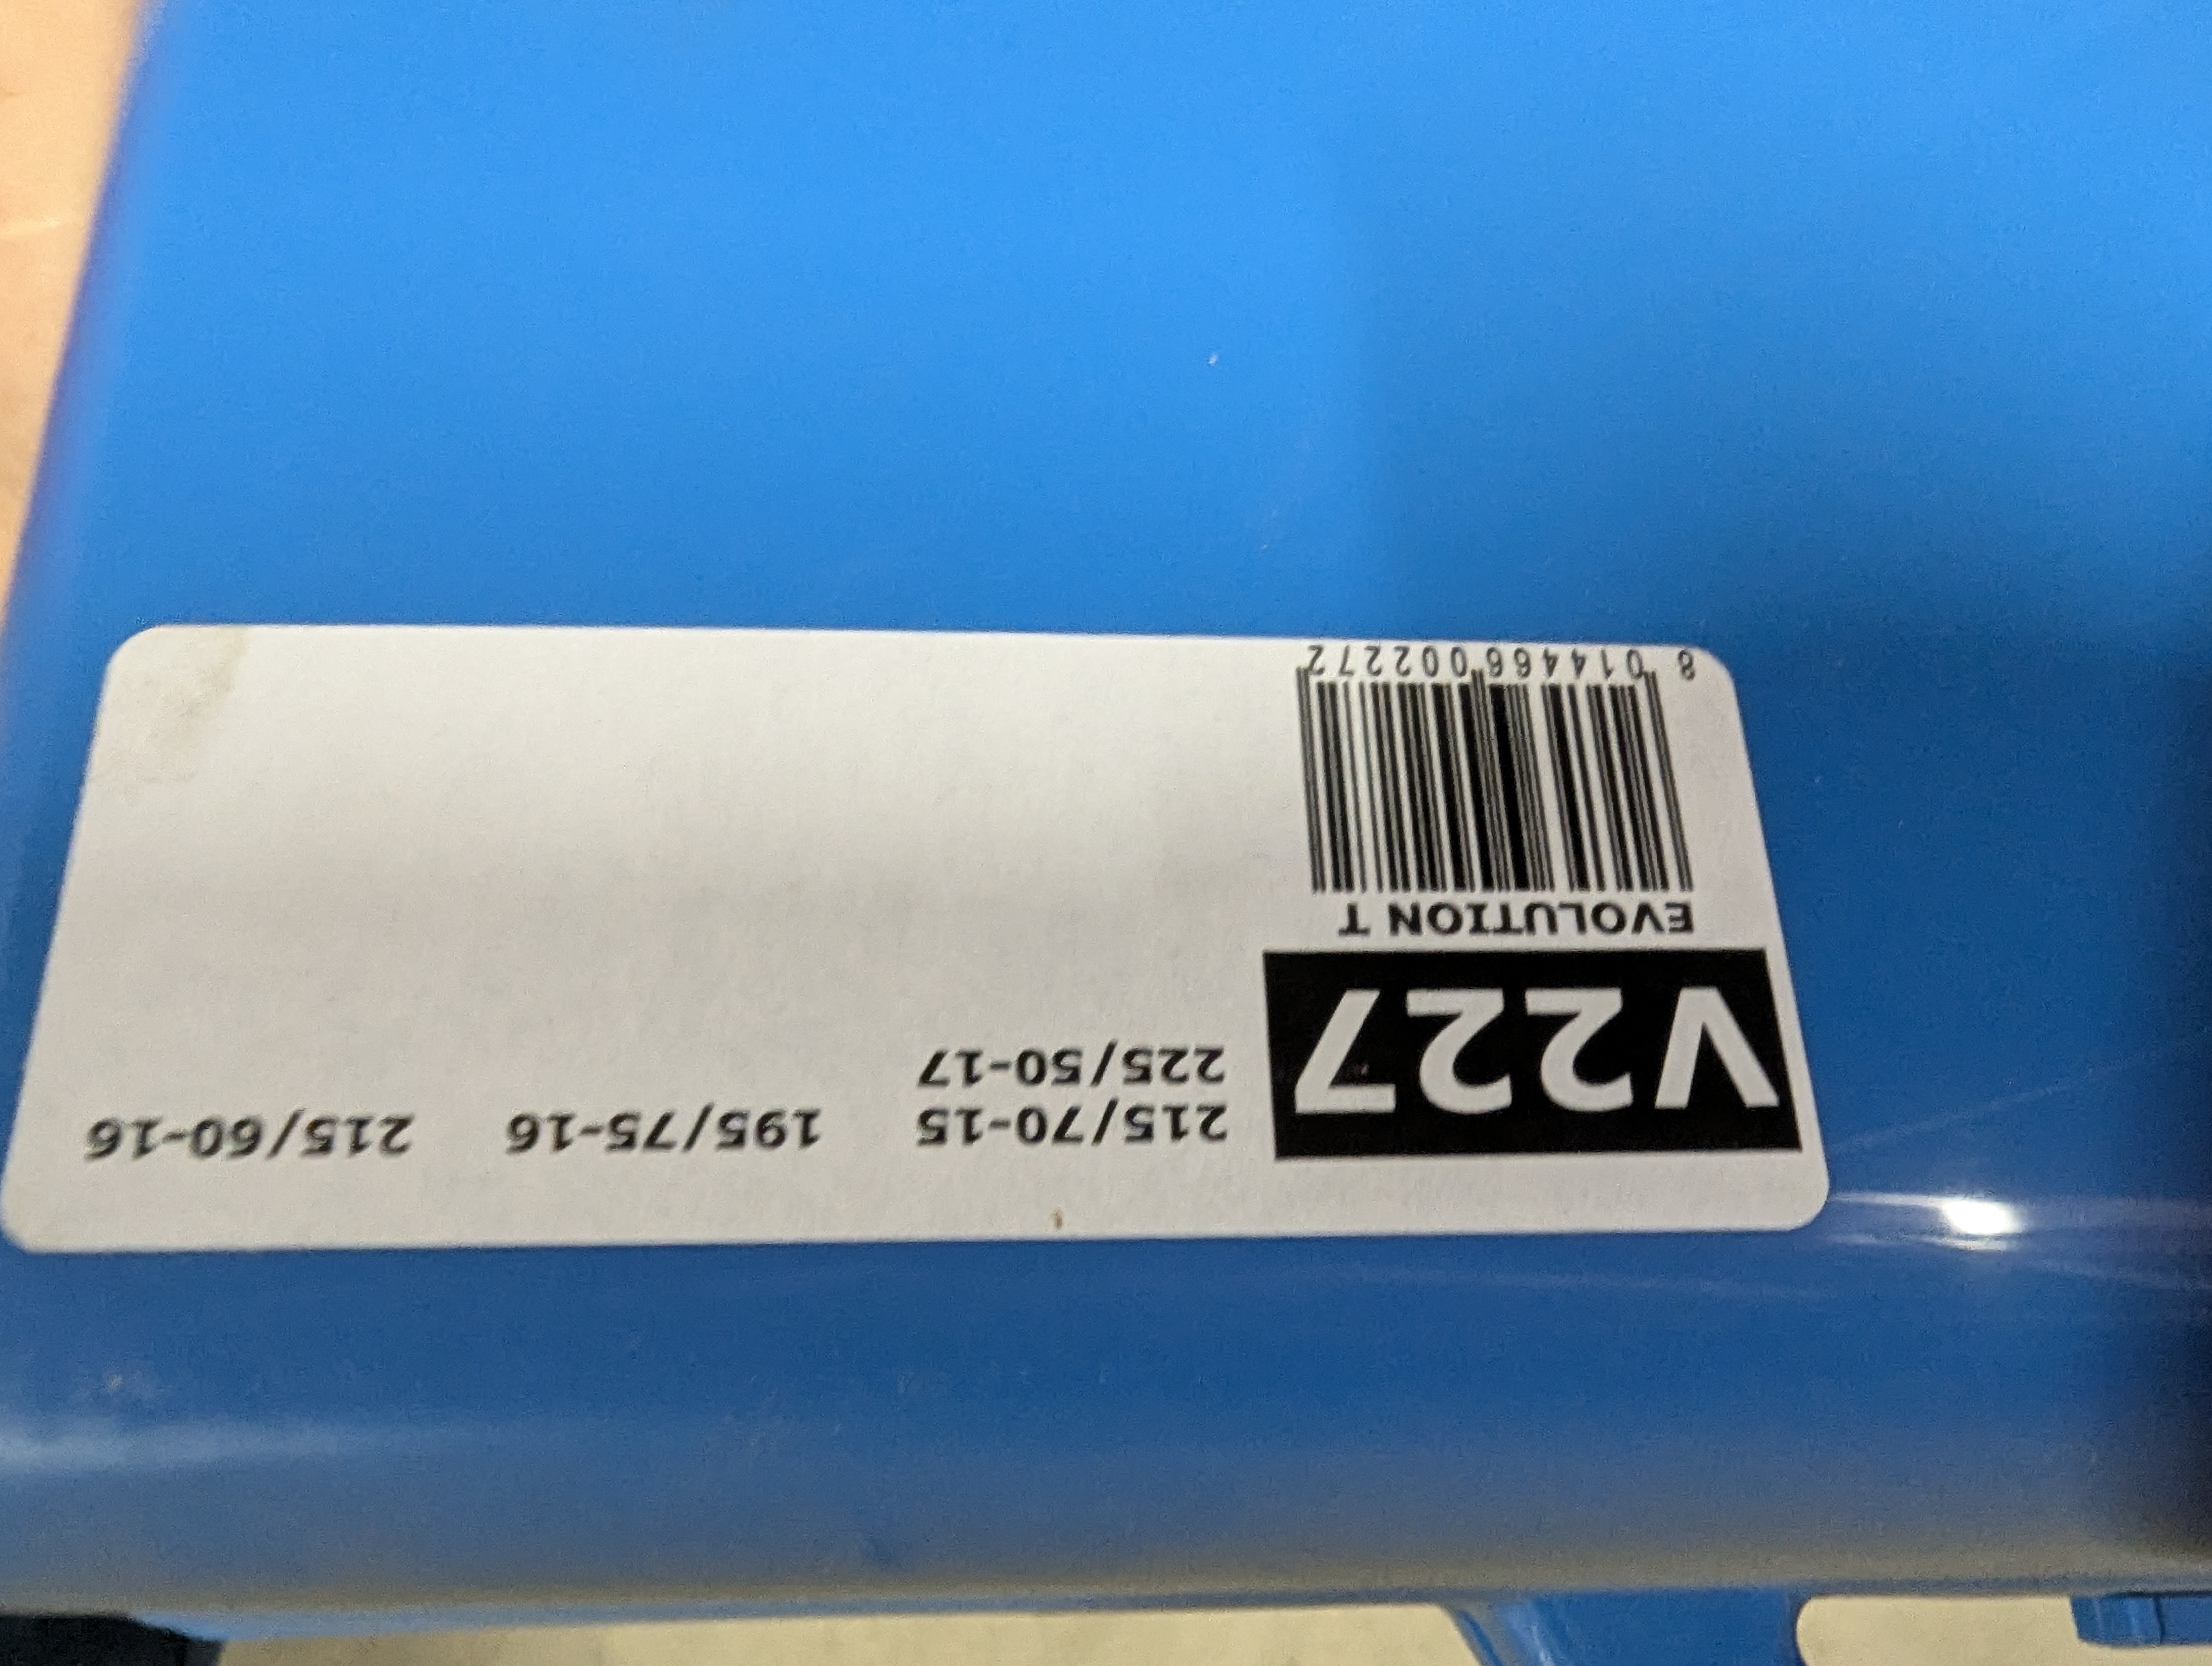 V227
EVOLUTION T
8 014466 002272
215/70-15 195/75-16 215/60-16
225/50-17